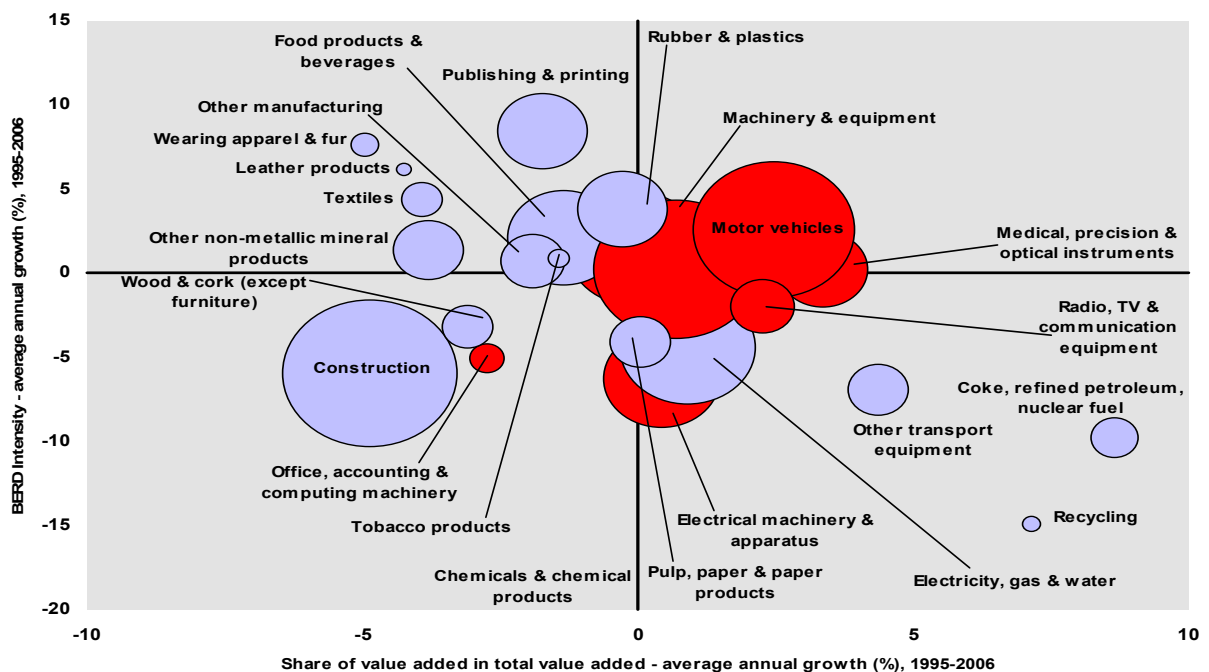 15
10
5
0
-5
-10
-15
-20
BERD Intensity - average annual growth (%), 1995-2006
Food products &
beverages
Rubber & plastics
Publishing & printing
Other manufacturing
Machinery & equipment
Wearing apparel & fur
Leather products
Textiles
Motor vehicles
Medical, precision &
optical instruments
Other non-metallic mineral
products
Wood & cork (except
furniture)
Radio, TV &
communication
equipment
Construction
Coke, refined petroleum,
nuclear fuel
Other transport
equipment
Office, accounting &
computing machinery
Tobacco products
Electrical machinery &
apparatus
Recycling
Chemicals & chemical
products
Pulp, paper & paper
products
Electricity, gas & water
-10
-5
0
5
10
Share of value added in total value added - average annual growth (%), 1995-2006